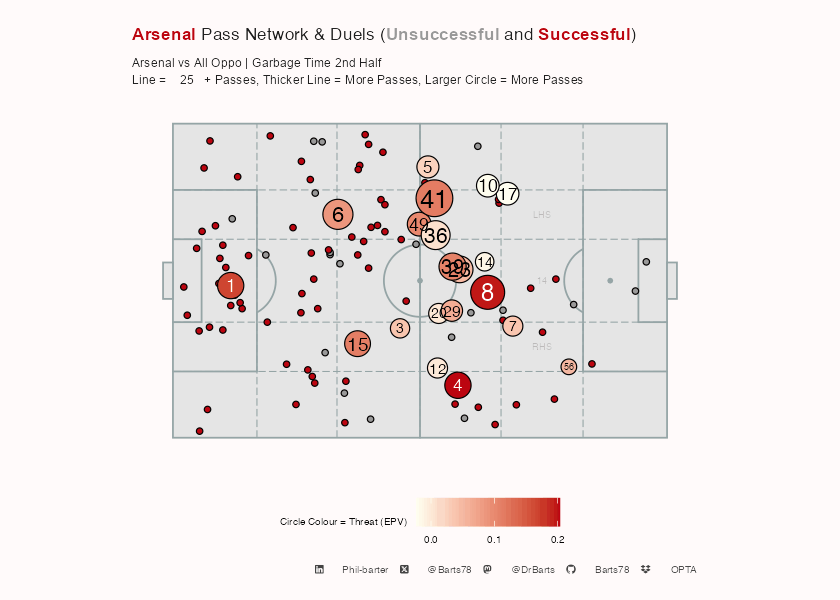 Arsenal Pass Network & Duels (Unsuccessful and Successful)
Arsenal vs All Oppo | Garbage Time 2nd Half
Line = 25 + Passes, Thicker Line = More Passes, Larger Circle = More Passes
5
10
17
41
6
LHS
49
36
14
39
14
1
8
20
29
3
7
15
RHS
12
56
4
Circle Colour = Threat (EPV)
0.0 0.1 0.2
Phil-barter @Barts78 @DrBarts Barts78 OPTA